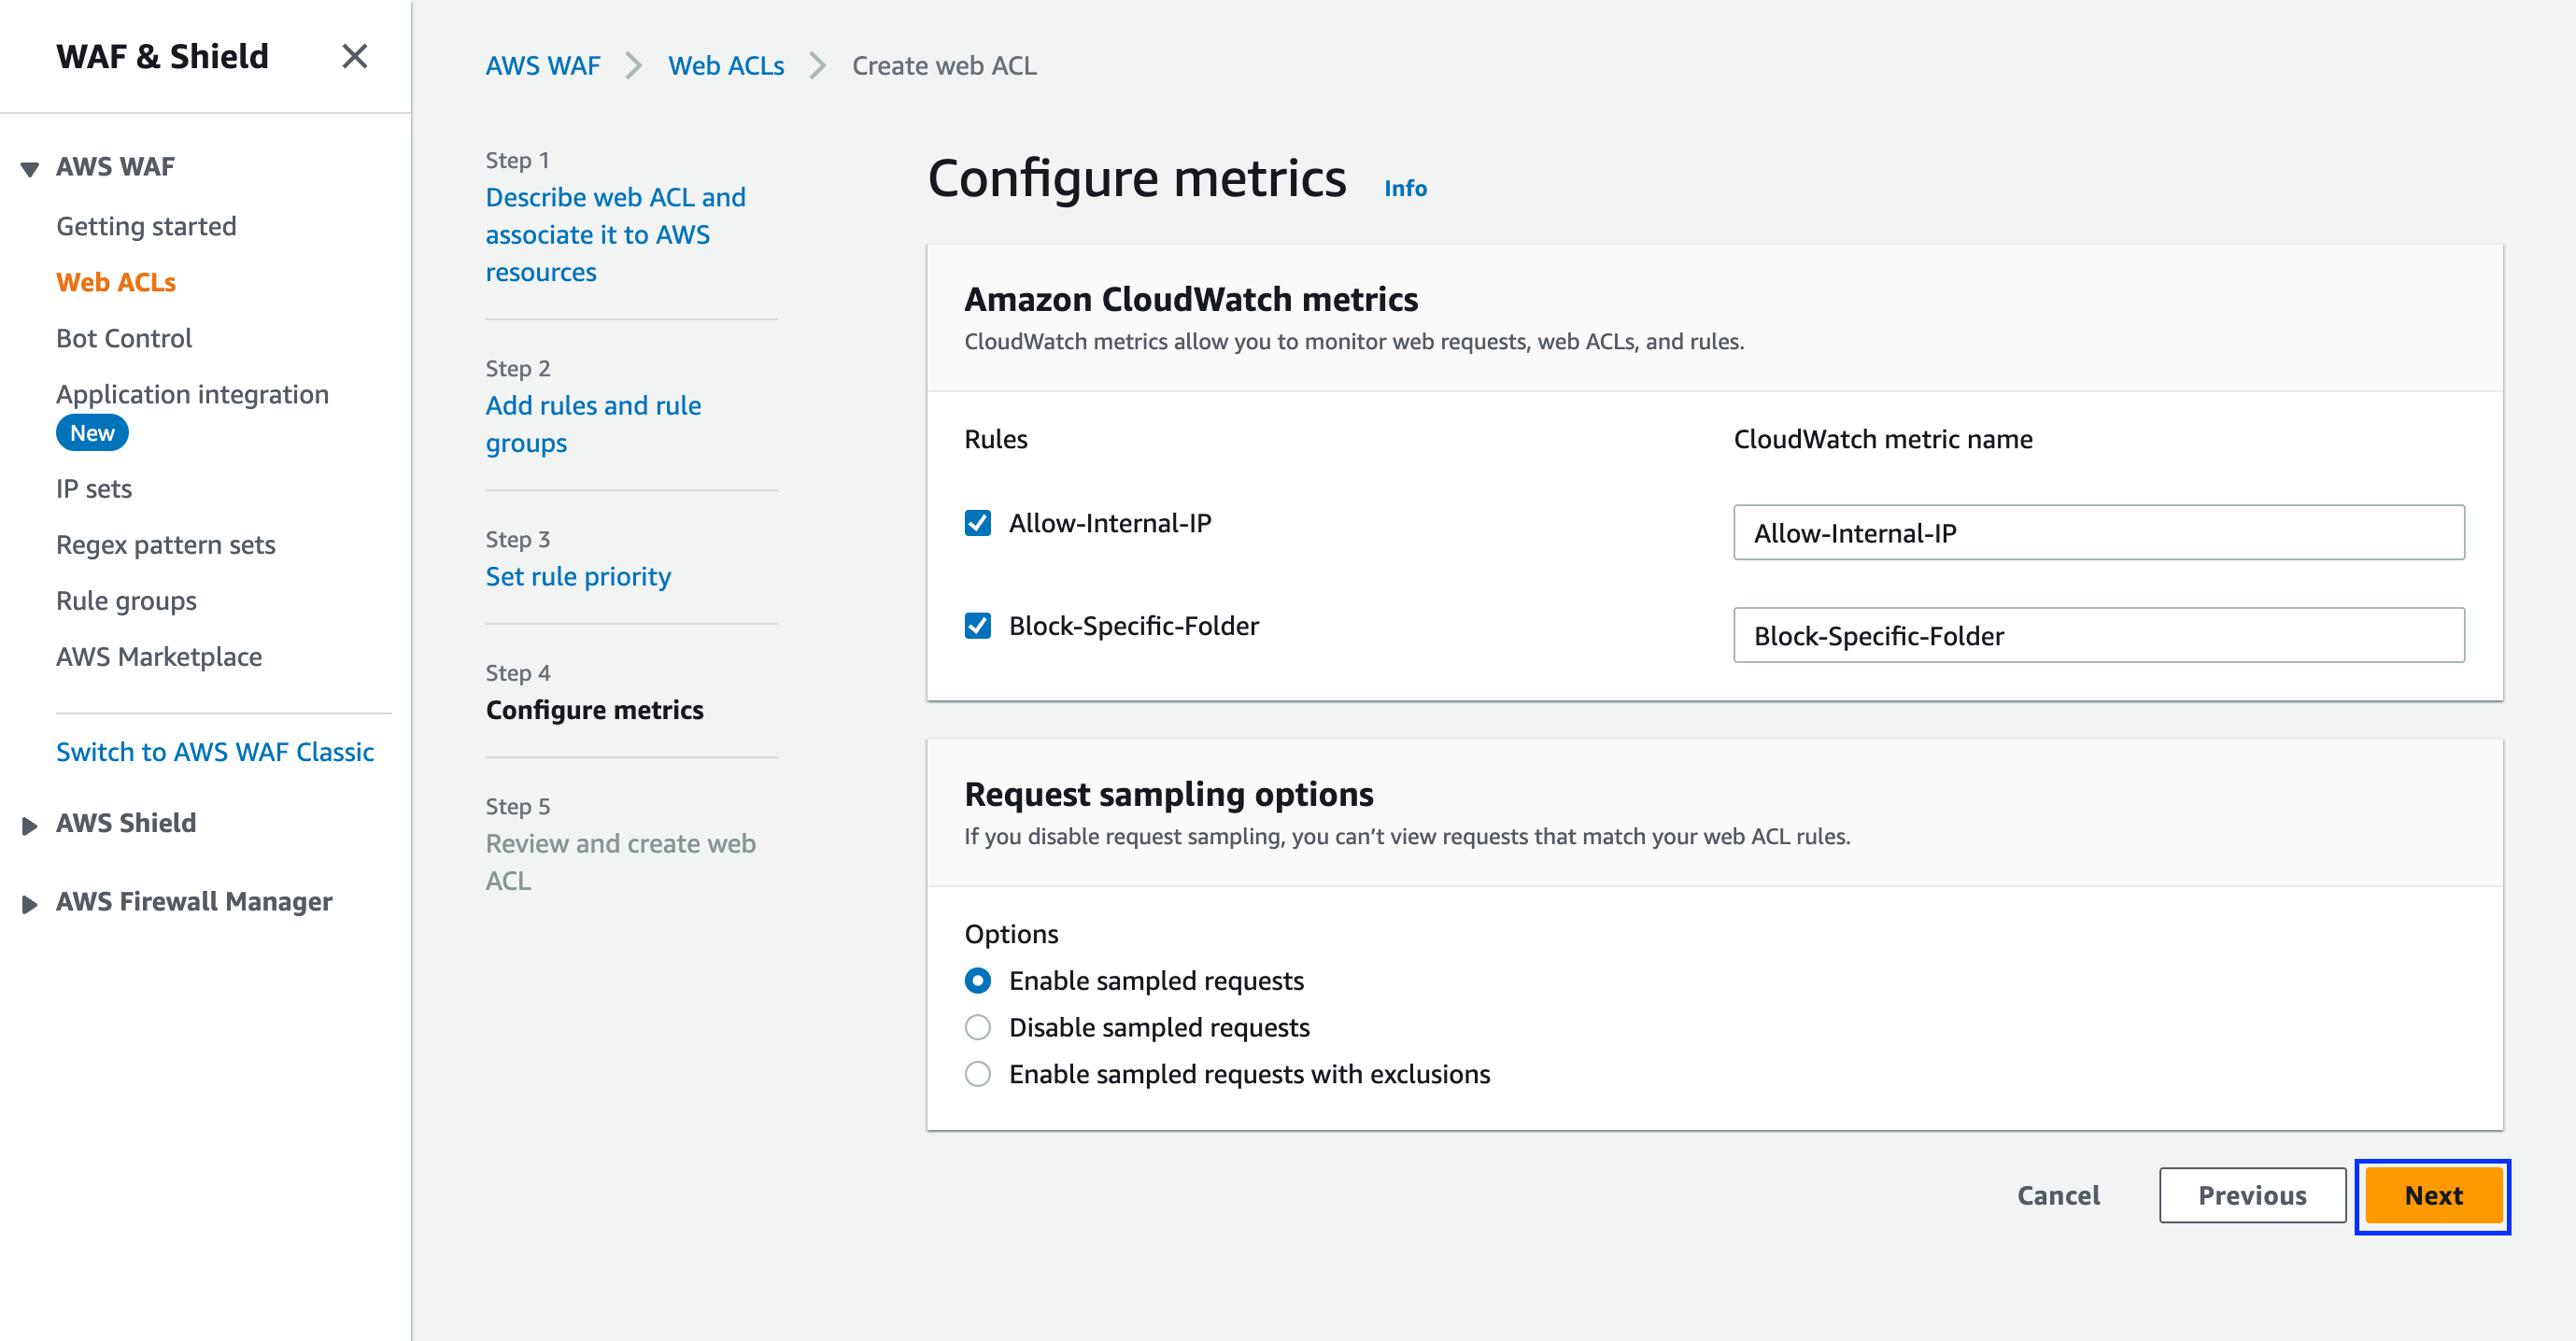 WAF & Shield
AWS WAF
Getting started
Web ACLs
Bot Control
Application integration
New
IP sets
Regex pattern sets
Rule groups
AWS Marketplace
Switch to AWS WAF Classic
AWS Shield
AWS Firewall Manager
AWS WAF
Web ACLs
Create web ACL
Step 1
Describe web ACL and
associate it to AWS
resources
Step 2
Add rules and rule
groups
Step 3
Set rule priority
Step 4
Configure metrics
Step 5
Review and create web
ACL
Configure metrics Info
Amazon CloudWatch metrics
CloudWatch metrics allow you to monitor web requests, web ACLs, and rules.
Rules CloudWatch metric name
Allow-Internal-IP Allow-Internal-IP
Block-Specific-Folder Block-Specific-Folder
Request sampling options
If you disable request sampling, you can’t view requests that match your web ACL rules.
Options
Enable sampled requests
Disable sampled requests
Enable sampled requests with exclusions
Cancel Previous Next